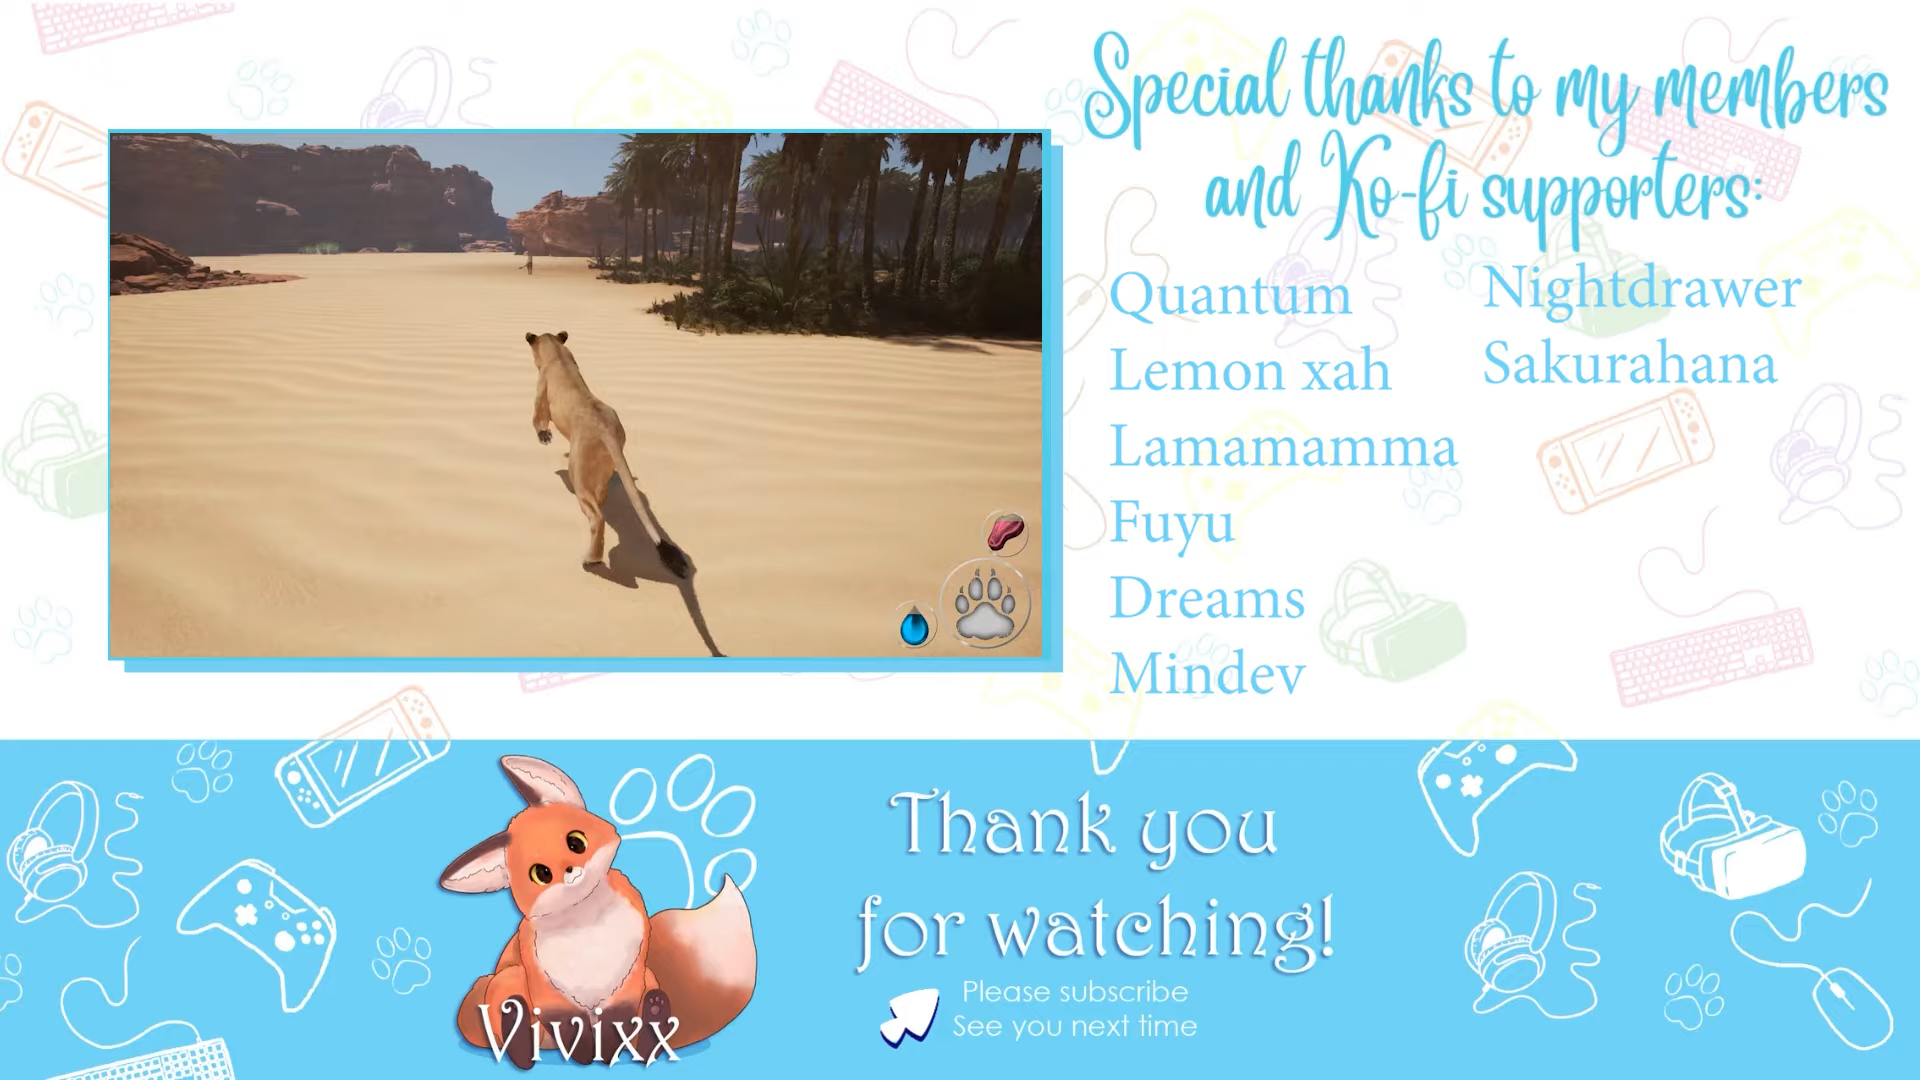 Special thanks to my members
and Ko-fi supporters:
Quantum
Lemon xah
Lamamamma
Fuyu
Dreams
Mindev
Nightdrawer
Sakurahana
Thank you
for watching!
Please subscribe
See you next time
Vivixx